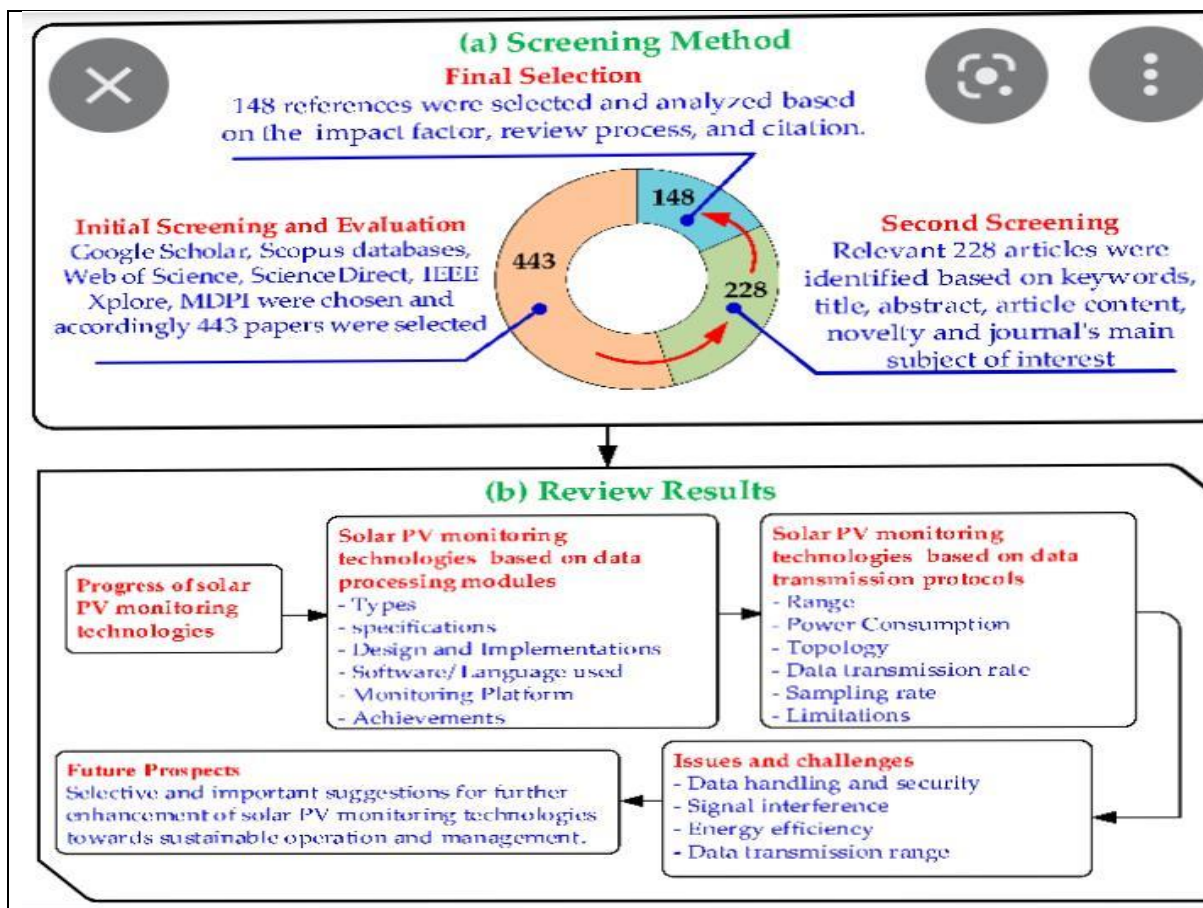 (a) Screening Method
Final Selection
148 references were selected and analyzed based
on the impact factor, review process, and citation.
Initial Screening and Evaluation
Google Scholar, Scopus databases,
Web of Science, ScienceDirect, IEEE
Xplore, MDPI were chosen and
accordingly 443 papers were selected
443
148
228
Second Screening
Relevant 228 articles were
identified based on keywords,
title, abstract, article content,
novelty and journal's main
subject of interest
(b) Review Results
Progress of solar
PV monitoring
technologies
Solar PV monitoring
technologies based on data
processing modules
- Types
- specifications
- Design and Implementations
- Software/ Language used
- Monitoring Platform
- Achievements
Solar PV monitoring
technologies based on data
transmission protocols
- Range
- Power Consumption
- Topology
- Data transmission rate
- Sampling rate
- Limitations
Issues and challenges
- Data handling and security
- Signal interference
- Energy efficiency
- Data transmission range
Future Prospects
Selective and important suggestions for further
enhancement of solar PV monitoring technologies
towards sustainable operation and management.